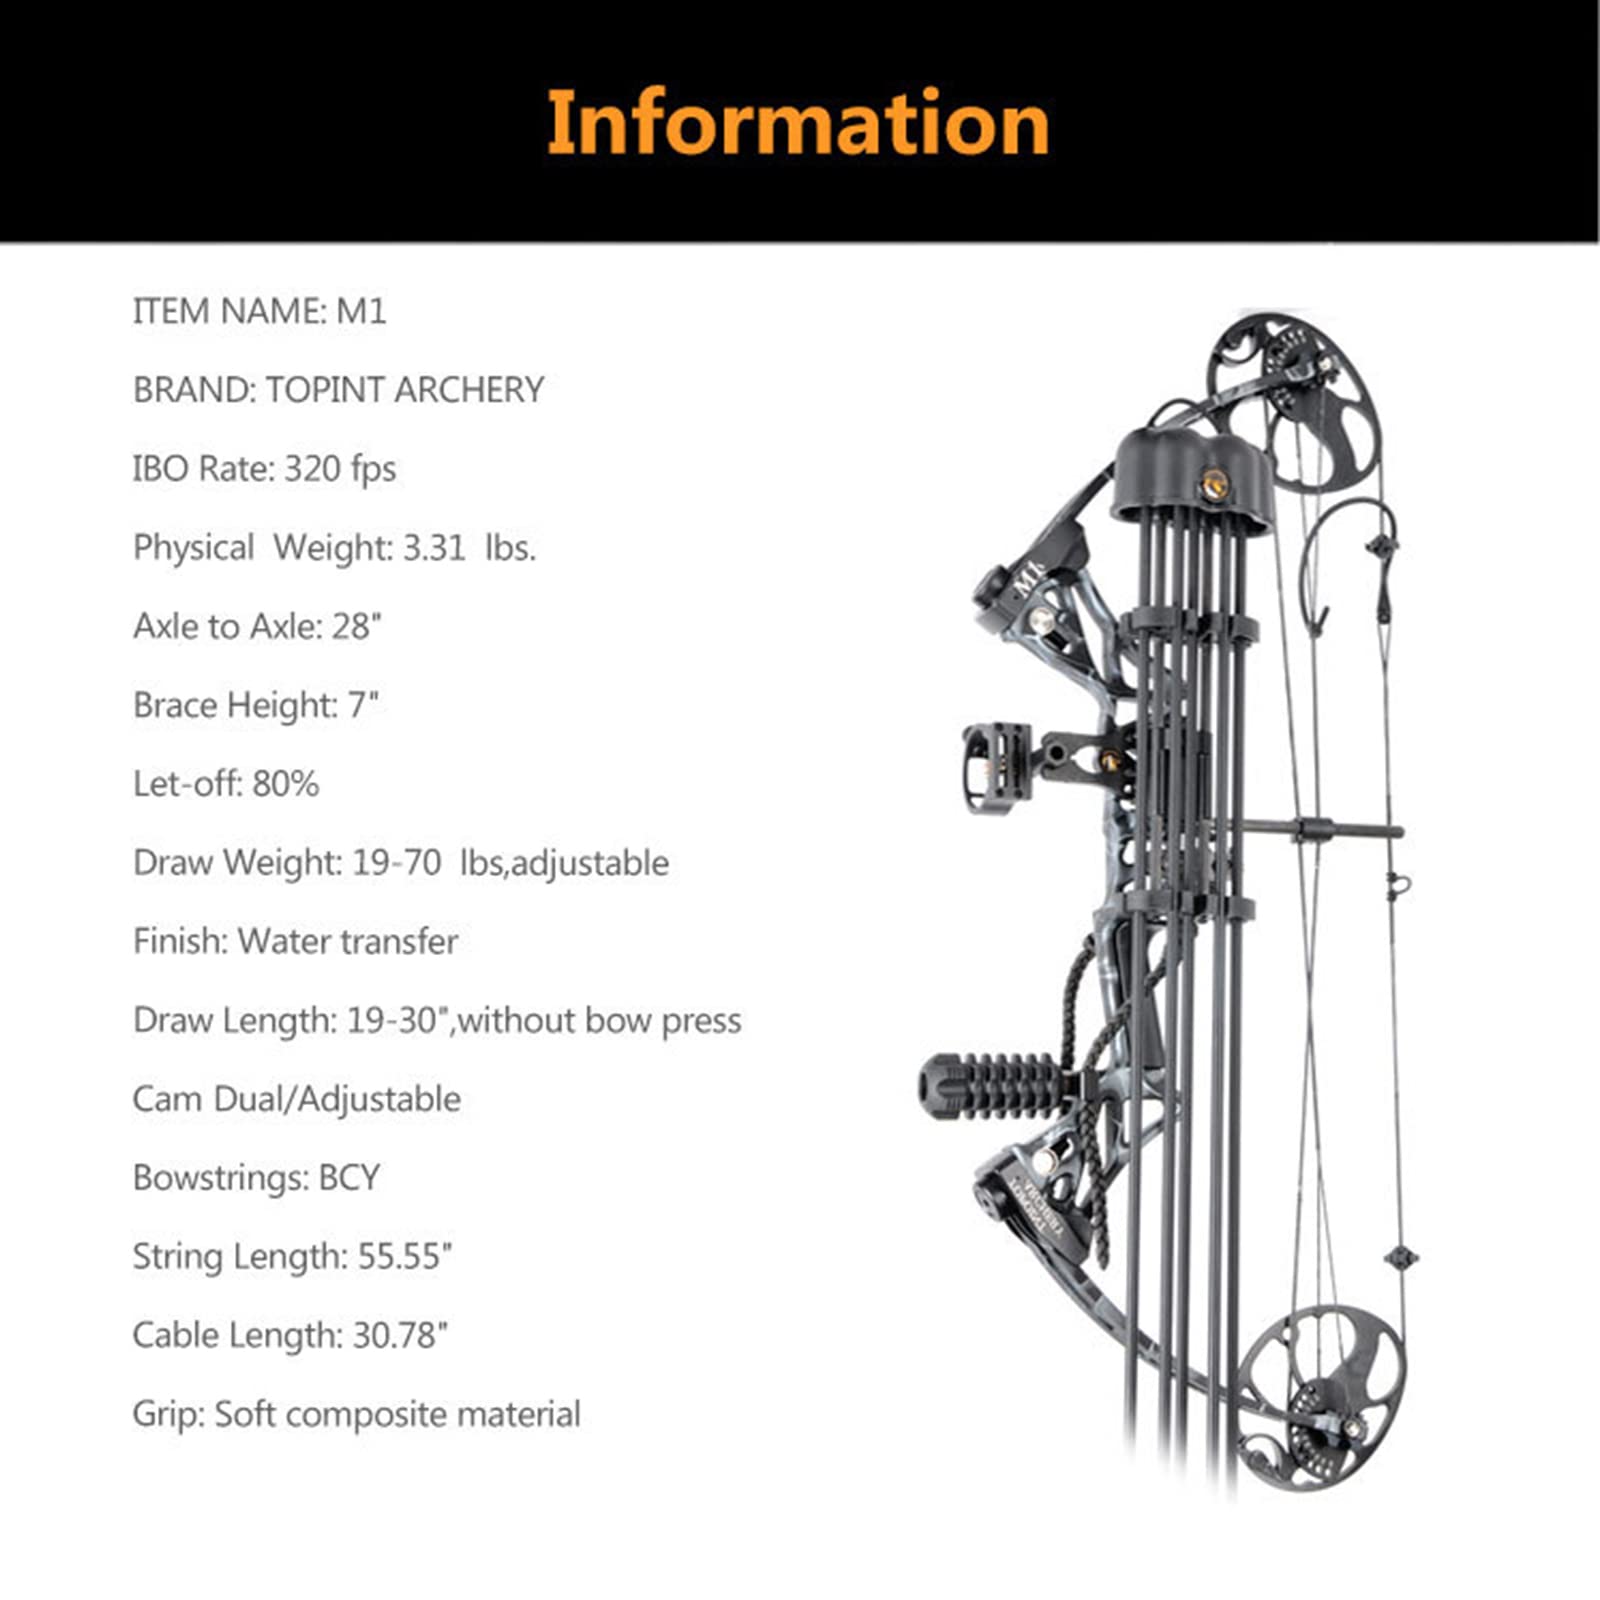 Information
ITEM NAME: M1
BRAND: TOPINT ARCHERY
IBO Rate: 320 fps
Physical Weight: 3.31 lbs.
Axle to Axle: 28"
Brace Height: 7"
Let-off: 80%
Draw Weight: 19-70 lbs,adjustable
Finish: Water transfer
Draw Length: 19-30",without bow press
Cam Dual/Adjustable
Bowstrings: BCY
String Length: 55.55"
Cable Length: 30.78"
Grip: Soft composite material
M1